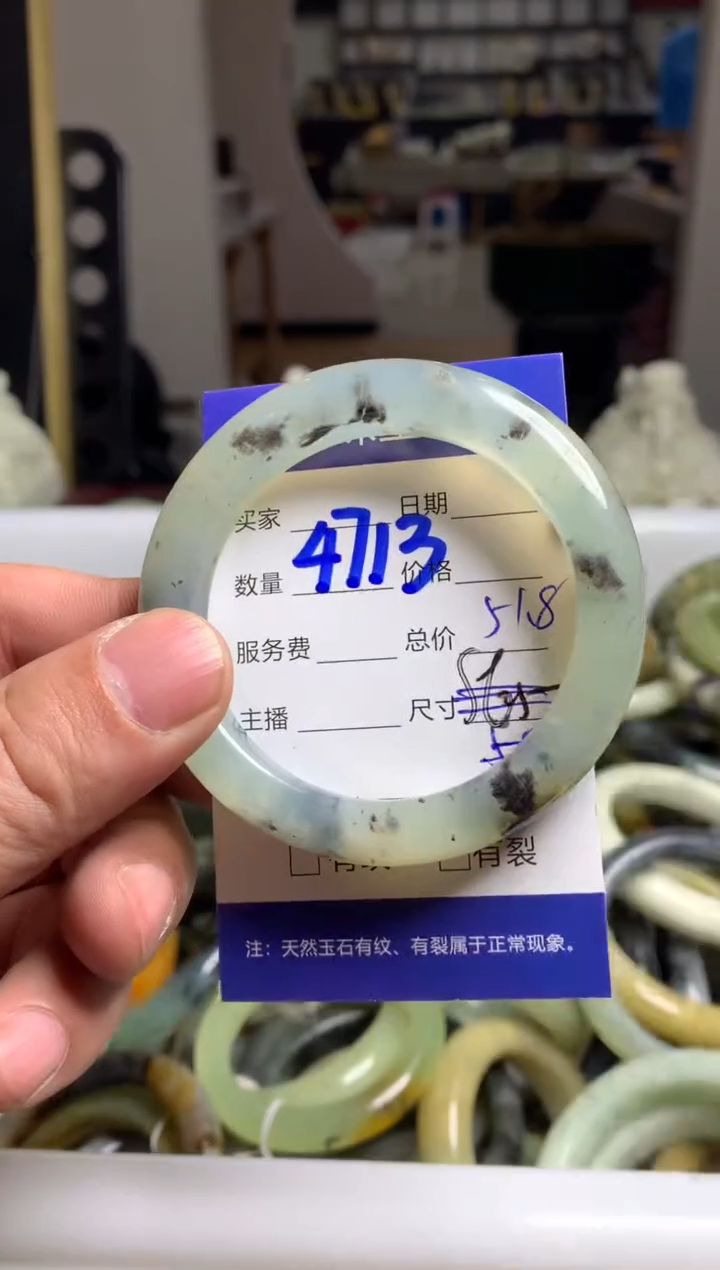 买家 日期
4713
数量 价格
518
服务费 总价
主播 尺寸
有裂
注：天然玉石有纹、有裂属于正常现象。